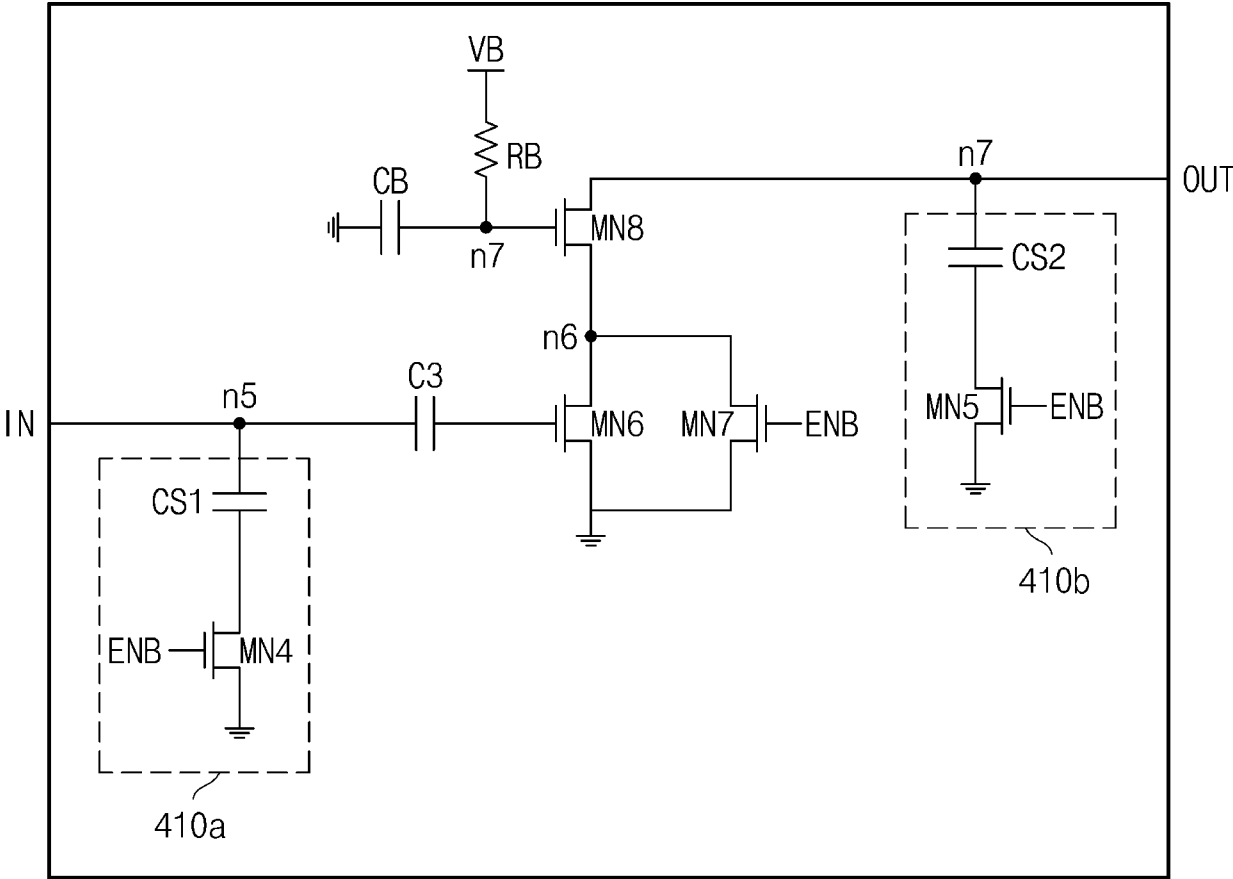 VB
RB
CB
n7
MN8
n7
OUT
CS2
n6
MN5
ENB
C3
n5
IN
MN6
MN7
ENB
CS1
410b
ENB
MN4
410a